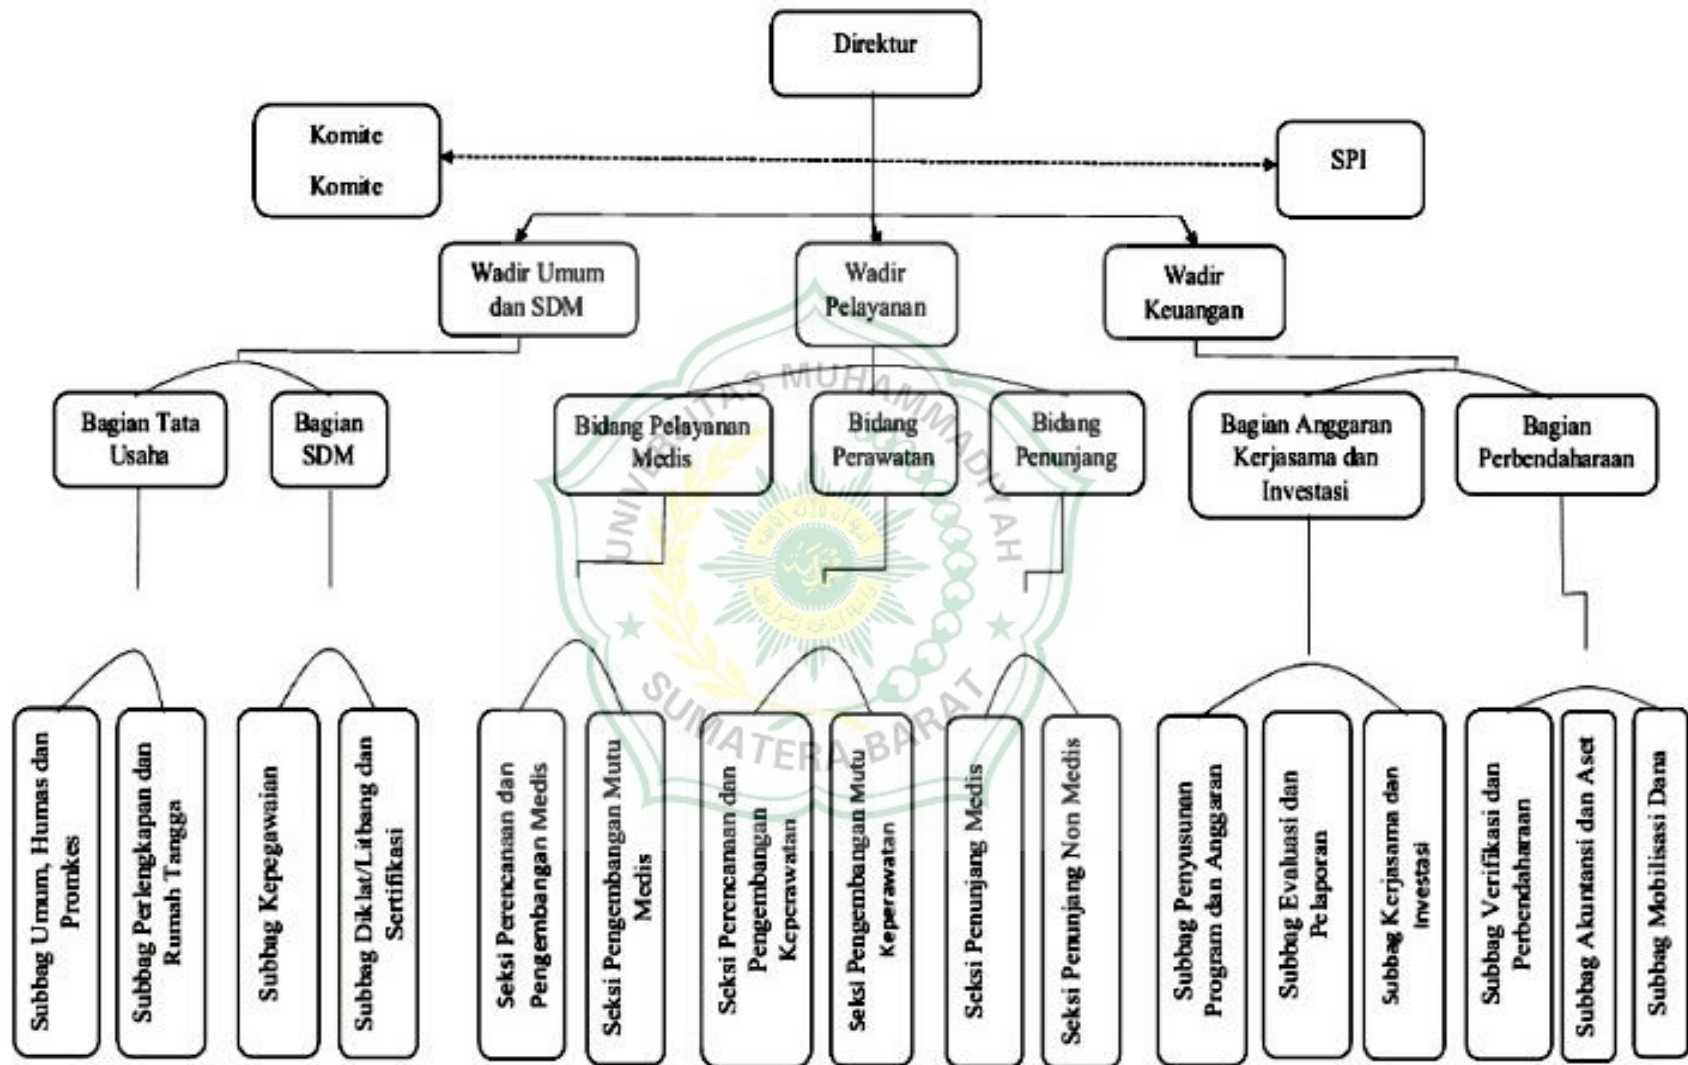 Direktur
Komite
Komite
SPI
Wadir Umum
dan SDM
Wadir
Pelayanan
Wadir
Keuangan
Bagian Tata
Usaha
Bagian
SDM
Bidang Pelayanan
Medis
Bidang
Perawatan
Bidang
Penunjang
Bagian Anggaran
Kerjasama dan
Investasi
Bagian
Perbendaharaan
Subbag Umum, Humas dan
Promkes
Subbag Perlengkapan dan
Rumah Tangga
Subbag Kepegawaian
Subbag Diklat/Litbang dan
Sertifikasi
Seksi Perencanaan dan
Pengembangan Medis
Seksi Pengembangan Mutu
Medis
Seksi Perencanaan dan
Pengembangan
Keperawatan
Seksi Pengembangan Mutu
Keperawatan
Seksi Penunjang Medis
Seksi Penunjang Non Medis
Subbag Penyusunan
Program dan Anggaran
Subbag Evaluasi dan
Pelaporan
Subbag Kerjasama dan
Investasi
Subbag Verifikasi dan
Perbendaharaan
Subbag Akuntansi dan Aset
Subbag Mobilisasi Dana
UNIVERSITAS MUHAMMADIYAH
SUMATERA BARAT